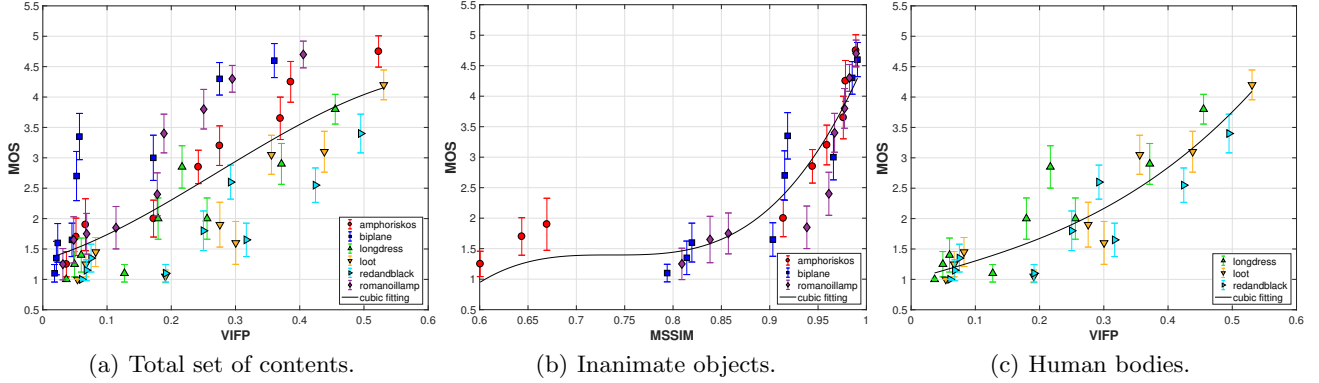 5.5
5
4.5
4
3.5
3
2.5
2
1.5
1
0.5
MOS
0 0.1 0.2 0.3 0.4 0.5 0.6
VIFP
amphoriskos
biplane
longdress
loot
redandblack
romanoillamp
cubic fitting
(a) Total set of contents.
5.5
5
4.5
4
3.5
3
2.5
2
1.5
1
0.5
MOS
0.6 0.65 0.7 0.75 0.8 0.85 0.9 0.95 1
MSSIM
amphoriskos
biplane
romanoillamp
cubic fitting
(b) Inanimate objects.
5.5
5
4.5
4
3.5
3
2.5
2
1.5
1
0.5
MOS
0 0.1 0.2 0.3 0.4 0.5 0.6
VIFP
longdress
loot
redandblack
cubic fitting
(c) Human bodies.